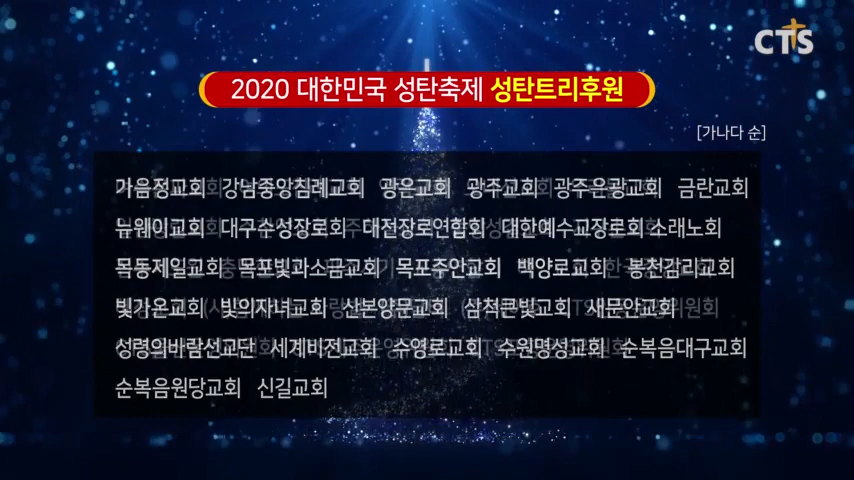 CTS
2020 대한민국 성탄축제 성탄트리후원
[가나다 순]
가음정교회 강남중앙침례교회 광은교회 광주교회 광주은광교회 금란교회
뉴웨이교회 대구수성장로회 대전장로연합회 대한예수교장로회 소래노회
목동제일교회 목포빛과소금교회 목포주안교회 백양로교회 봉천감리교회
빛가온교회 빛의자녀교회 산본양문교회 삼척큰빛교회 새문안교회
성령의바람선교단 세계비전교회 수영로교회 수원명성교회 순복음대구교회
순복음원당교회 신길교회